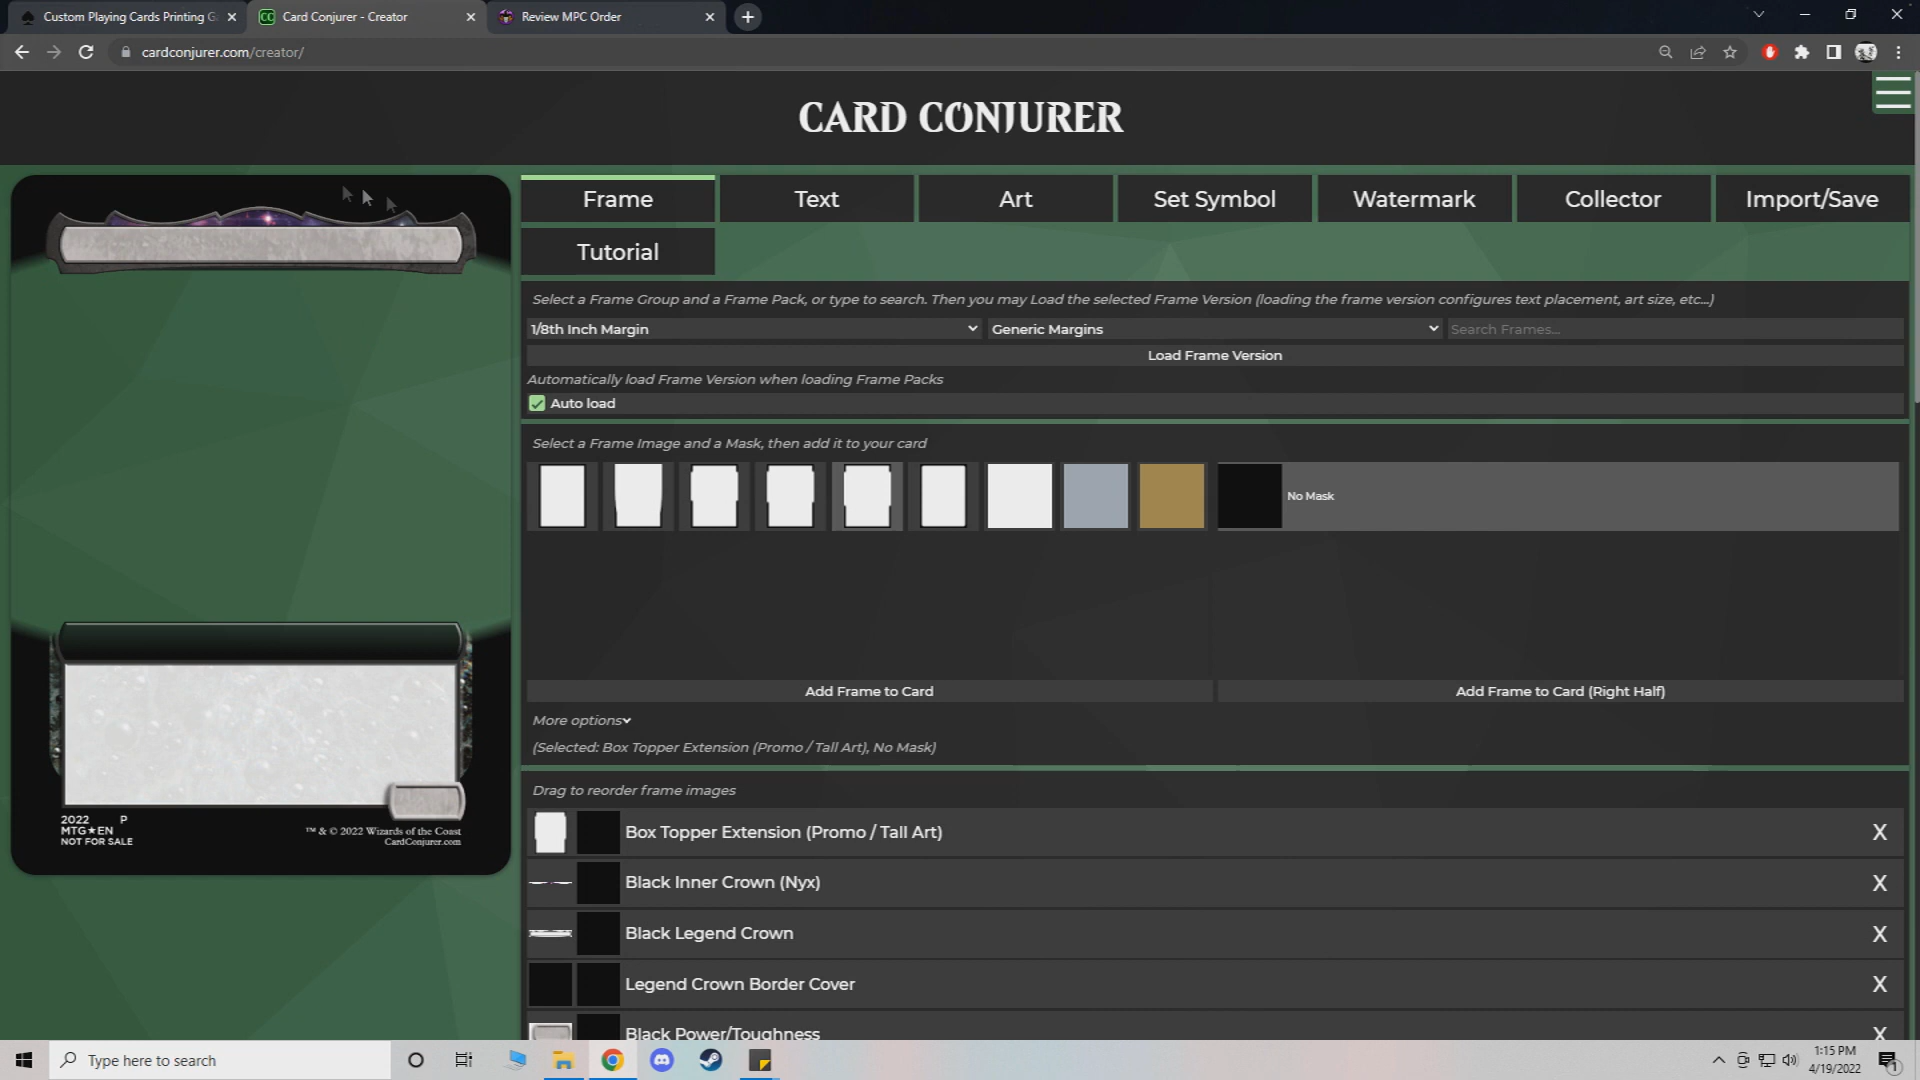 Custom Playing Cards Printing G
Card Conjurer - Creator
Review MPC Order
cardconjurer.com/creator/
CARD CONJURER
Frame
Text
Art
Set Symbol
Watermark
Collector
Import/Save
Tutorial
Select a Frame Group and a Frame Pack, or type to search. Then you may Load the selected Frame Version (loading the frame version configures text placement, art size, etc...)
1/8th Inch Margin
Generic Margins
Search Frames...
Load Frame Version
Automatically load Frame Version when loading Frame Packs
Auto load
Select a Frame Image and a Mask, then add it to your card
No Mask
Add Frame to Card
Add Frame to Card (Right Half)
More options
(Selected: Box Topper Extension (Promo / Tall Art), No Mask)
Drag to reorder frame images
Box Topper Extension (Promo / Tall Art)
X
Black Inner Crown (Nyx)
X
Black Legend Crown
X
Legend Crown Border Cover
X
Black Power/Toughness
X
2022 P
MTG★EN
NOT FOR SALE
™ & © 2022 Wizards of the Coast
CardConjurer.com
Type here to search
1:15 PM
4/19/2022
1